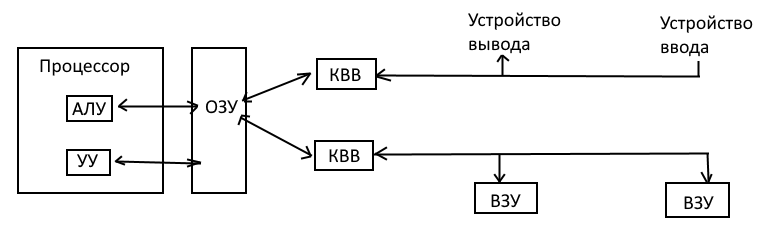 Устройство
вывода
Устройство
ввода
Процессор
КВВ
АЛУ
ОЗУ
УУ
КВВ
ВЗУ
ВЗУ